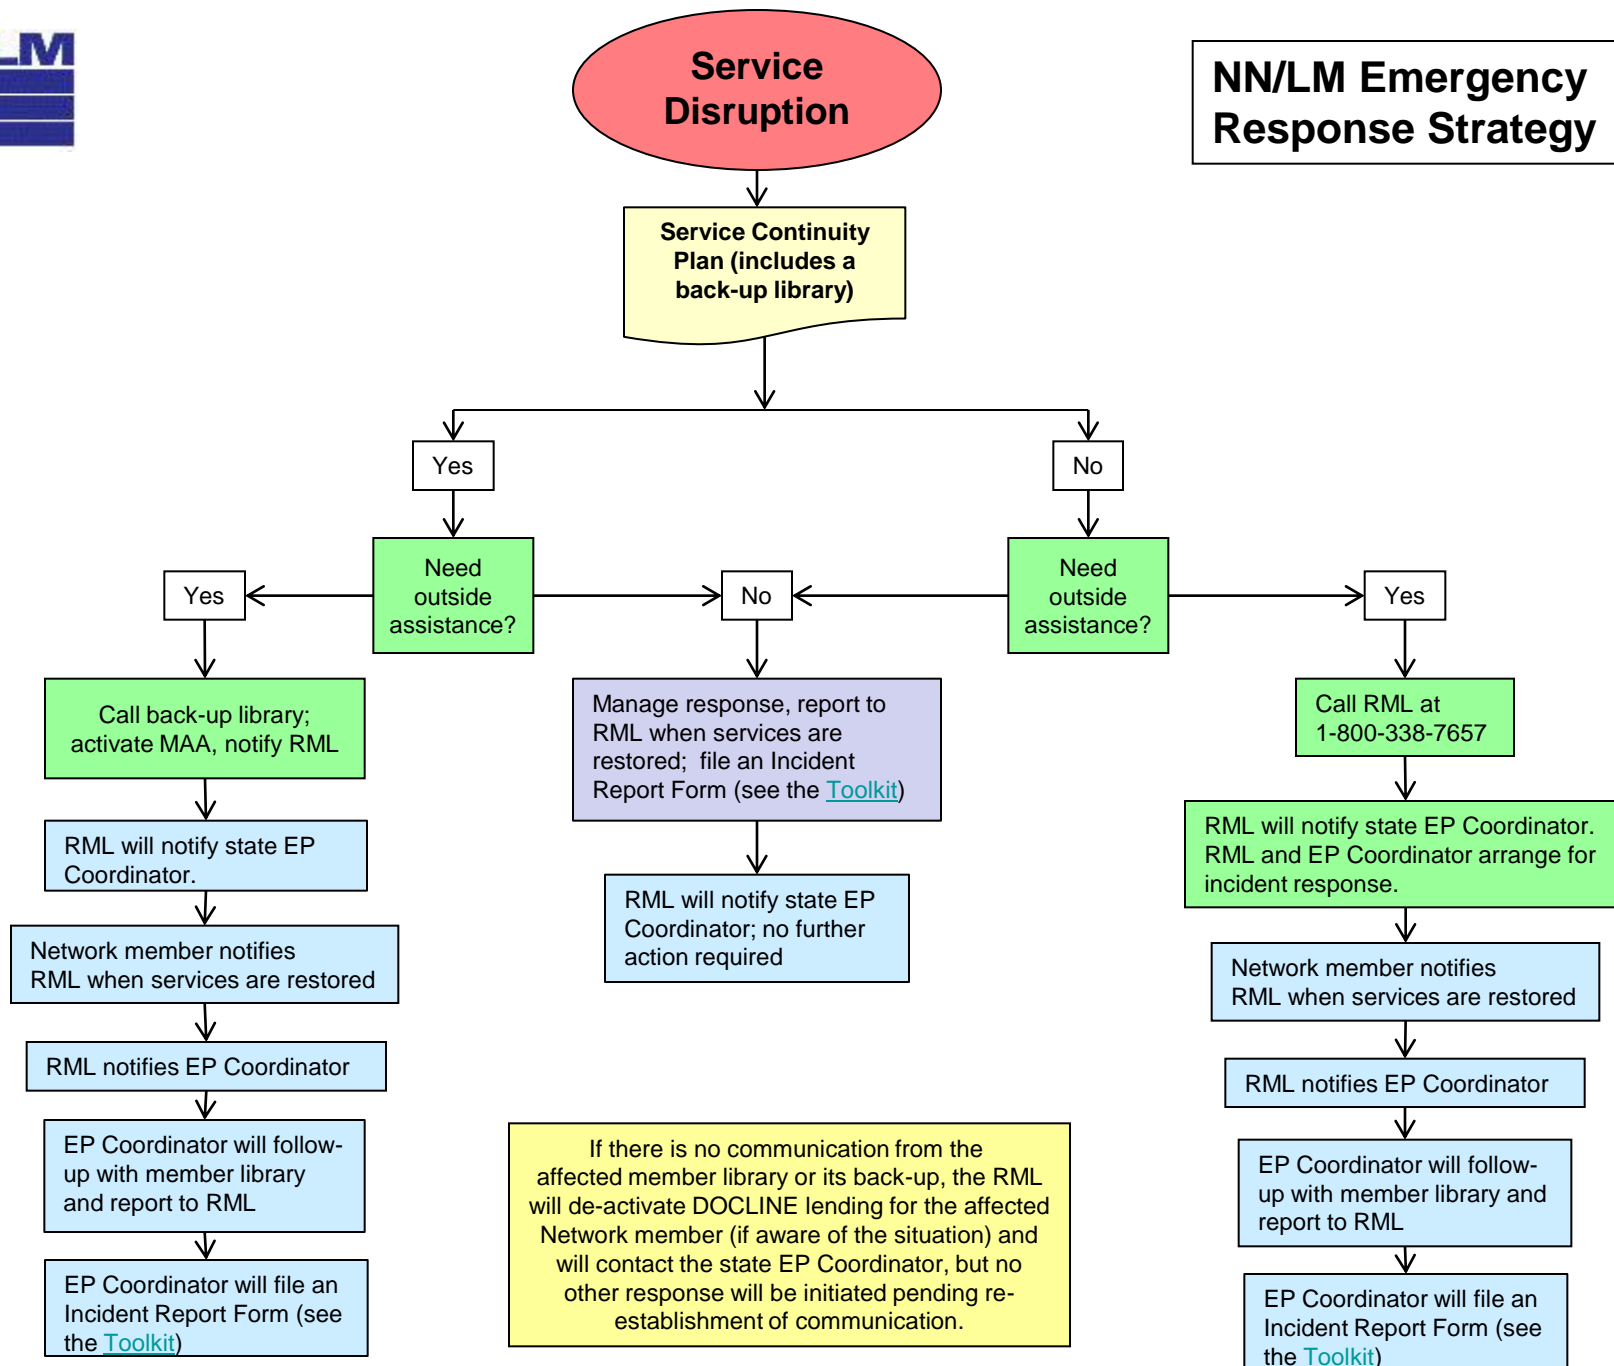 LM
Service
Disruption
NN/LM Emergency
Response Strategy
Service Continuity
Plan (includes a
back-up library)
Yes
No
Need
outside
assistance?
Need
outside
assistance?
Yes
No
Yes
Call back-up library;
activate MAA, notify RML
Manage response, report to
RML when services are
restored; file an Incident
Report Form (see the Toolkit)
Call RML at
1-800-338-7657
RML will notify state EP
Coordinator.
RML will notify state EP Coordinator.
RML and EP Coordinator arrange for
incident response.
RML will notify state EP
Coordinator; no further
action required
Network member notifies
RML when services are restored
Network member notifies
RML when services are restored
RML notifies EP Coordinator
RML notifies EP Coordinator
EP Coordinator will follow-
up with member library
and report to RML
If there is no communication from the
affected member library or its back-up, the RML
will de-activate DOCLINE lending for the affected
Network member (if aware of the situation) and
will contact the state EP Coordinator, but no
other response will be initiated pending re-
establishment of communication.
EP Coordinator will follow-
up with member library and
report to RML
EP Coordinator will file an
Incident Report Form (see
the Toolkit)
EP Coordinator will file an
Incident Report Form (see
the Toolkit)